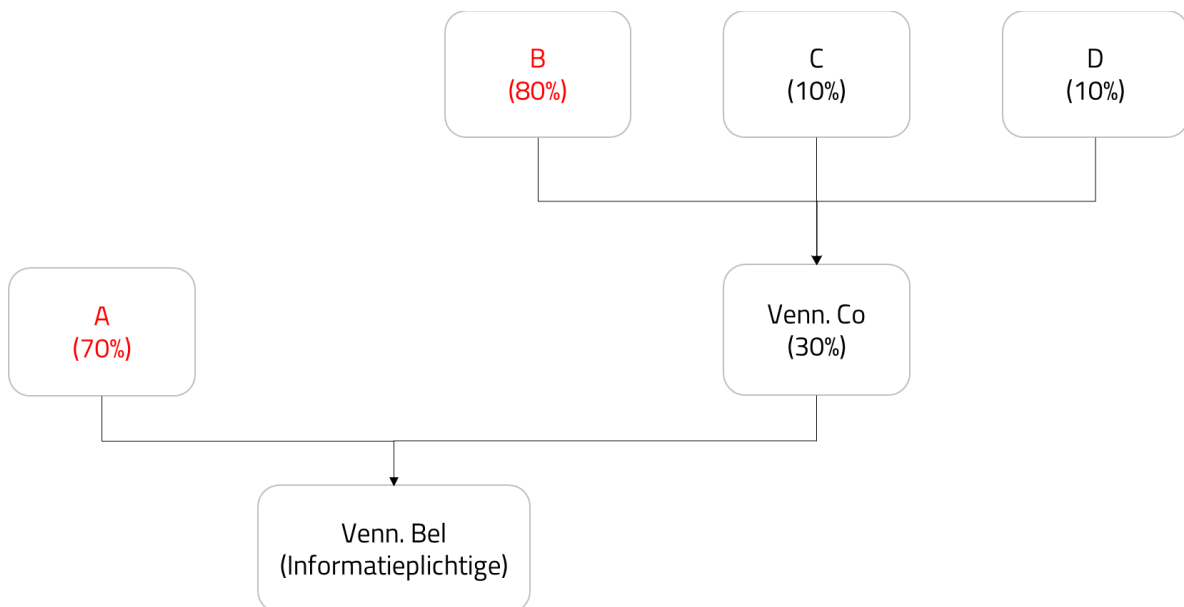 B
(80%)
C
(10%)
D
(10%)
A
(70%)
Venn. Co
(30%)
Venn. Bel
(Informatieplichtige)